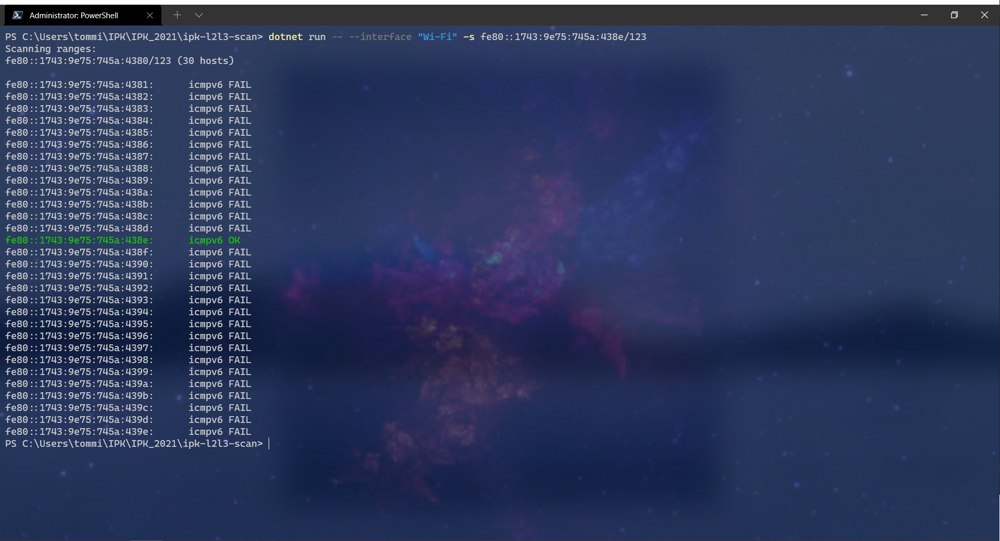 Administrator: PowerShell
PS C:\Users\tommi\IPK\IPK_2021\ipk-l2l3-scan> dotnet run -- --interface "Wi-Fi" -s fe80::1743:9e75:745a:438e/123
Scanning ranges:
fe80::1743:9e75:745a:4380/123 (30 hosts)
fe80::1743:9e75:745a:4381: icmpv6 FAIL
fe80::1743:9e75:745a:4382: icmpv6 FAIL
fe80::1743:9e75:745a:4383: icmpv6 FAIL
fe80::1743:9e75:745a:4384: icmpv6 FAIL
fe80::1743:9e75:745a:4385: icmpv6 FAIL
fe80::1743:9e75:745a:4386: icmpv6 FAIL
fe80::1743:9e75:745a:4387: icmpv6 FAIL
fe80::1743:9e75:745a:4388: icmpv6 FAIL
fe80::1743:9e75:745a:4389: icmpv6 FAIL
fe80::1743:9e75:745a:438a: icmpv6 FAIL
fe80::1743:9e75:745a:438b: icmpv6 FAIL
fe80::1743:9e75:745a:438c: icmpv6 FAIL
fe80::1743:9e75:745a:438d: icmpv6 FAIL
fe80::1743:9e75:745a:438e: icmpv6 OK
fe80::1743:9e75:745a:438f: icmpv6 FAIL
fe80::1743:9e75:745a:4390: icmpv6 FAIL
fe80::1743:9e75:745a:4391: icmpv6 FAIL
fe80::1743:9e75:745a:4392: icmpv6 FAIL
fe80::1743:9e75:745a:4393: icmpv6 FAIL
fe80::1743:9e75:745a:4394: icmpv6 FAIL
fe80::1743:9e75:745a:4395: icmpv6 FAIL
fe80::1743:9e75:745a:4396: icmpv6 FAIL
fe80::1743:9e75:745a:4397: icmpv6 FAIL
fe80::1743:9e75:745a:4398: icmpv6 FAIL
fe80::1743:9e75:745a:4399: icmpv6 FAIL
fe80::1743:9e75:745a:439a: icmpv6 FAIL
fe80::1743:9e75:745a:439b: icmpv6 FAIL
fe80::1743:9e75:745a:439c: icmpv6 FAIL
fe80::1743:9e75:745a:439d: icmpv6 FAIL
fe80::1743:9e75:745a:439e: icmpv6 FAIL
PS C:\Users\tommi\IPK\IPK_2021\ipk-l2l3-scan>